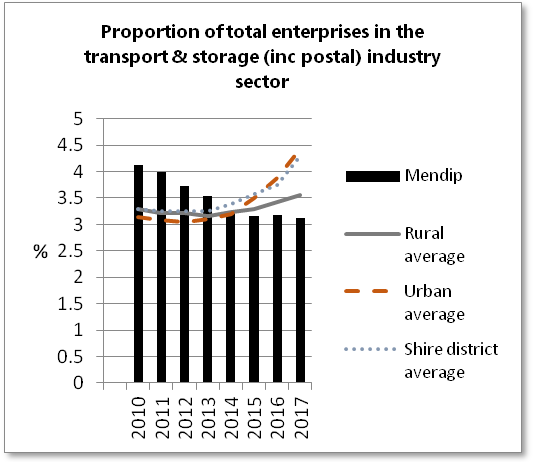 Proportion of total enterprises in the
transport & storage (inc postal) industry
sector
5
4.5
4
3.5
3
2.5
2
1.5
1
0.5
0
%
2010
2011
2012
2013
2014
2015
2016
2017
Mendip
Rural
average
Urban
average
Shire district
average